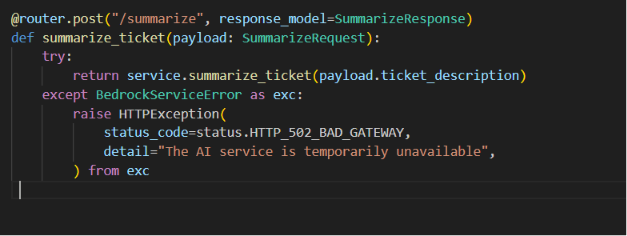 @router.post("/summarize", response_model=SummarizeResponse)
def summarize_ticket(payload: SummarizeRequest):
    try:
        return service.summarize_ticket(payload.ticket_description)
    except BedrockServiceError as exc:
        raise HTTPException(
            status_code=status.HTTP_502_BAD_GATEWAY,
            detail="The AI service is temporarily unavailable",
        ) from exc